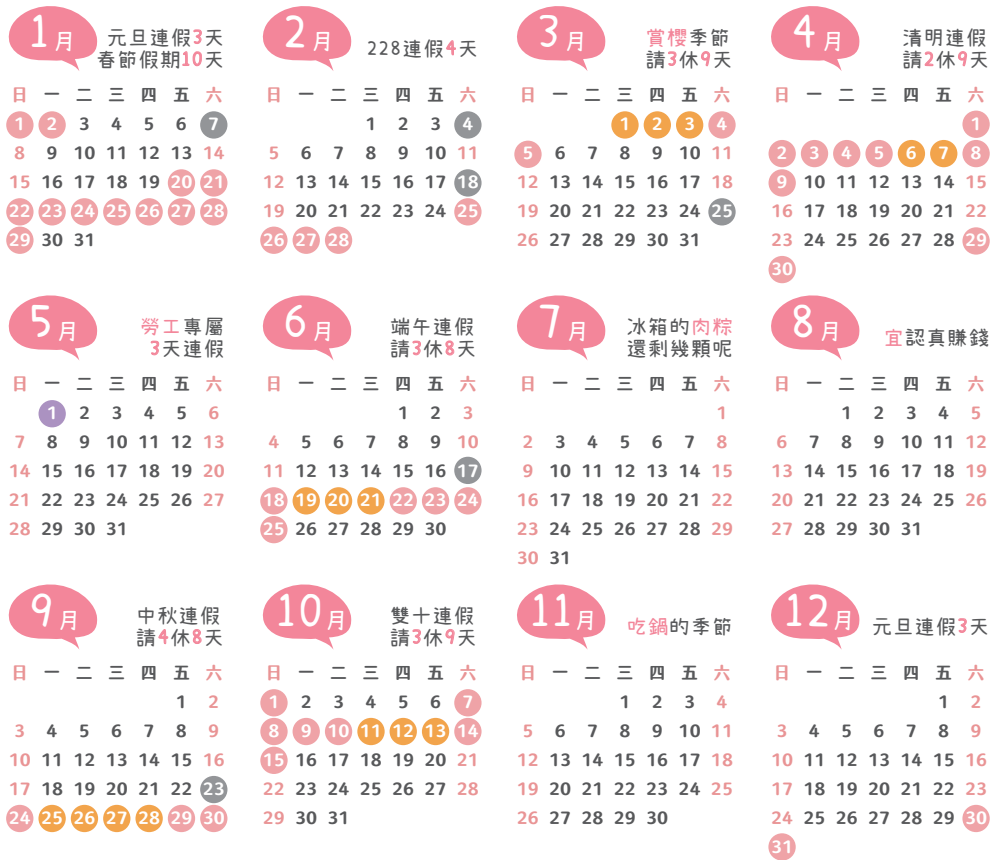 1月
元旦連假3天
春節假期10天
日 一 二 三 四 五 六
1 2 3 4 5 6 7
8 9 10 11 12 13 14
15 16 17 18 19 20 21
22 23 24 25 26 27 28
29 30 31
2月
228連假4天
日 一 二 三 四 五 六
1 2 3 4
5 6 7 8 9 10 11
12 13 14 15 16 17 18
19 20 21 22 23 24 25
26 27 28
3月
賞櫻季節
請3休9天
日 一 二 三 四 五 六
1 2 3 4
5 6 7 8 9 10 11
12 13 14 15 16 17 18
19 20 21 22 23 24 25
26 27 28 29 30 31
4月
清明連假
請2休9天
日 一 二 三 四 五 六
1
2 3 4 5 6 7 8
9 10 11 12 13 14 15
16 17 18 19 20 21 22
23 24 25 26 27 28 29
30
5月
勞工專屬
3天連假
日 一 二 三 四 五 六
1 2 3 4 5 6
7 8 9 10 11 12 13
14 15 16 17 18 19 20
21 22 23 24 25 26 27
28 29 30 31
6月
端午連假
請3休8天
日 一 二 三 四 五 六
1 2 3
4 5 6 7 8 9 10
11 12 13 14 15 16 17
18 19 20 21 22 23 24
25 26 27 28 29 30
7月
冰箱的肉粽
還剩幾顆呢
日 一 二 三 四 五 六
1
2 3 4 5 6 7 8
9 10 11 12 13 14 15
16 17 18 19 20 21 22
23 24 25 26 27 28 29
30 31
8月
宜認真賺錢
日 一 二 三 四 五 六
1 2 3 4 5
6 7 8 9 10 11 12
13 14 15 16 17 18 19
20 21 22 23 24 25 26
27 28 29 30 31
9月
中秋連假
請4休8天
日 一 二 三 四 五 六
1 2
3 4 5 6 7 8 9
10 11 12 13 14 15 16
17 18 19 20 21 22 23
24 25 26 27 28 29 30
10月
雙十連假
請3休9天
日 一 二 三 四 五 六
1 2 3 4 5 6 7
8 9 10 11 12 13 14
15 16 17 18 19 20 21
22 23 24 25 26 27 28
29 30 31
11月
吃鍋的季節
日 一 二 三 四 五 六
1 2 3 4
5 6 7 8 9 10 11
12 13 14 15 16 17 18
19 20 21 22 23 24 25
26 27 28 29 30
12月
元旦連假3天
日 一 二 三 四 五 六
1 2
3 4 5 6 7 8 9
10 11 12 13 14 15 16
17 18 19 20 21 22 23
24 25 26 27 28 29 30
31